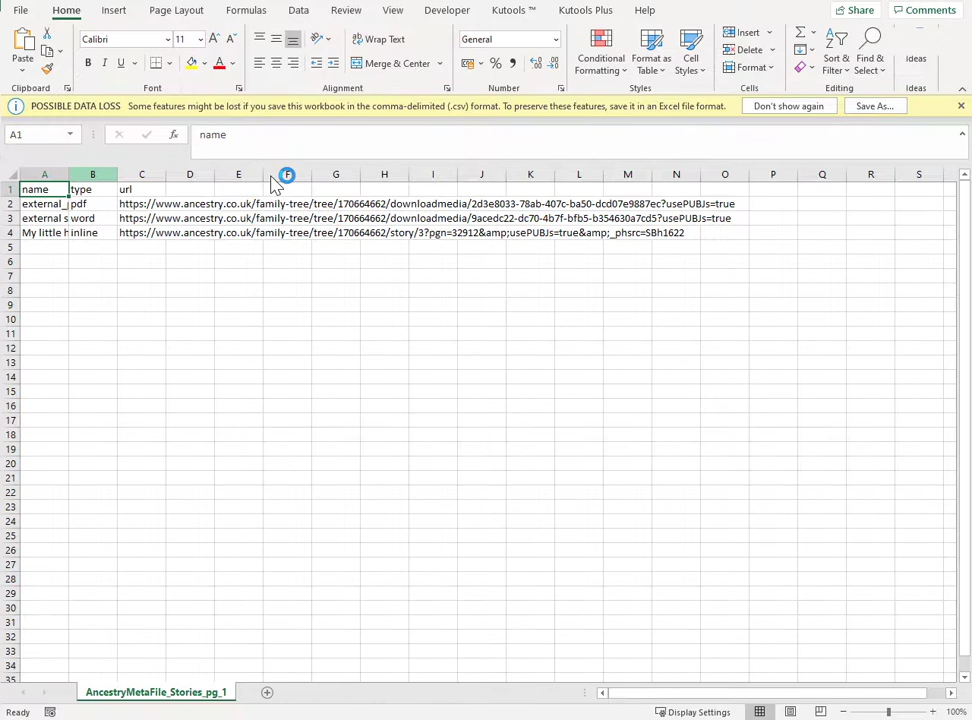 File Home Insert Page Layout Formulas Data Review View Developer Kutools ™ Kutools Plus Help Share Comments
Calibri 11 A A Wrap Text General Insert
Paste B I U A Merge & Center % Conditional Formatting Format as Table Cell Styles Delete Format Sort & Filter Find & Select Ideas
Clipboard Font Alignment Number Styles Cells Editing Ideas
POSSIBLE DATA LOSS Some features might be lost if you save this workbook in the comma-delimited (.csv) format. To preserve these features, save it in an Excel file format. Don't show again Save As...
A1 fx name
A B C D E F G H I J K L M N O P Q R S
1 name type url
2 external_ pdf https://www.ancestry.co.uk/family-tree/tree/170664662/downloadmedia/2d3e8033-78ab-407c-ba50-dcd07e9887ec?usePUBJs=true
3 external s word https://www.ancestry.co.uk/family-tree/tree/170664662/downloadmedia/9acedc22-dc70-4b7f-bfb5-b354630a7cd5?usePUBJs=true
4 My little h inline https://www.ancestry.co.uk/family-tree/tree/170664662/story/3?pgn=32912&amp;usePUBJs=true&amp;_phsrc=SBh1622
5
6
7
8
9
10
11
12
13
14
15
16
17
18
19
20
21
22
23
24
25
26
27
28
29
30
31
32
33
34
35
AncestryMetaFile_Stories_pg_1
Ready Display Settings 100%